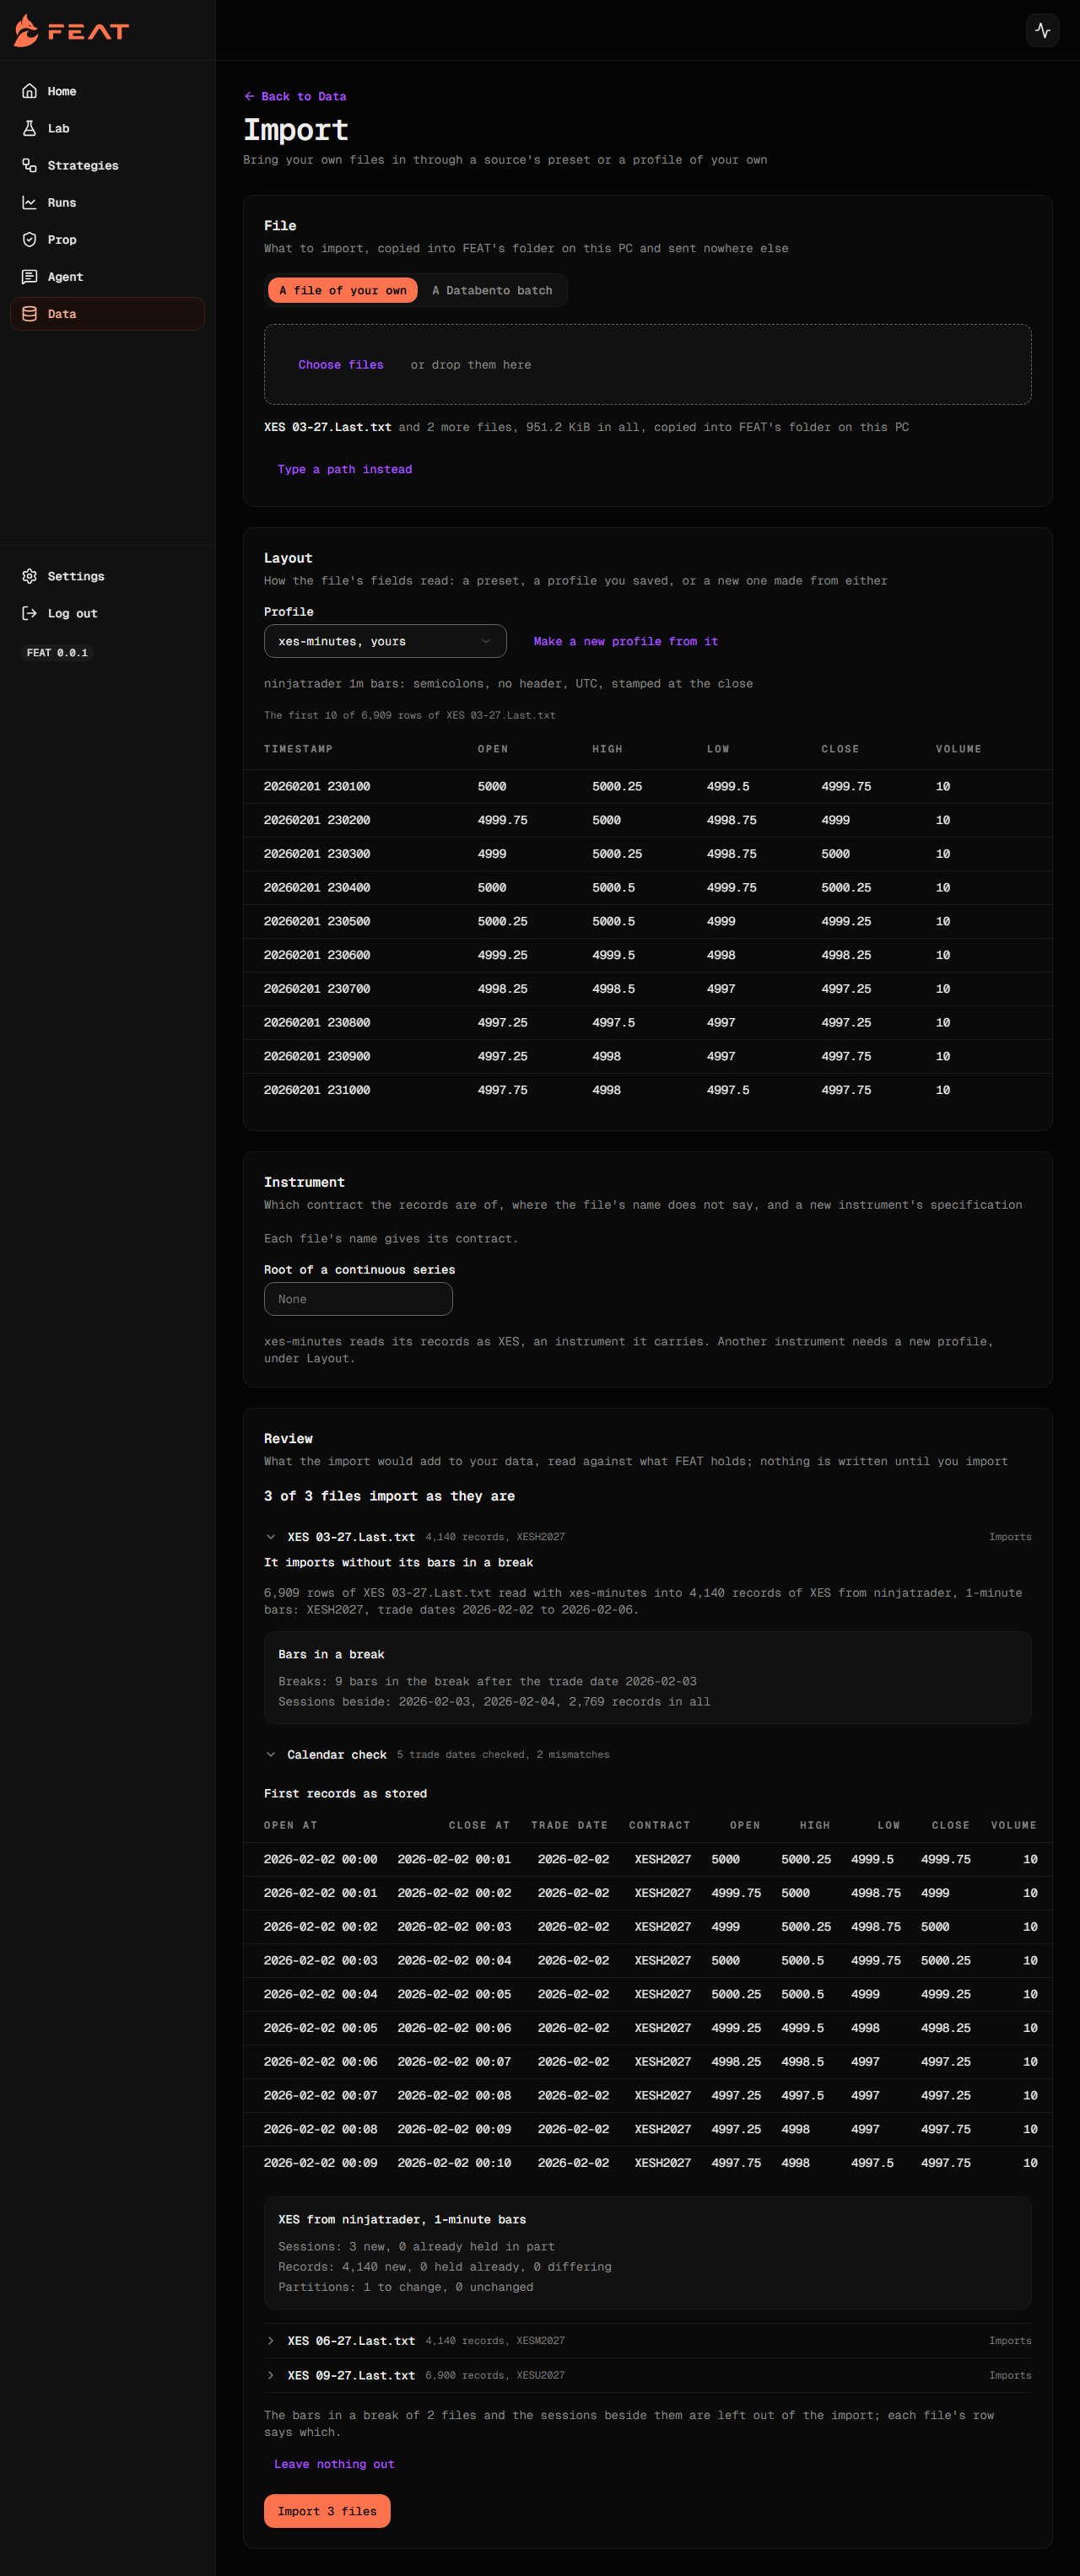 FEAT
Home
Lab
Strategies
Runs
Prop
Agent
Data
Settings
Log out
FEAT 0.0.1
Back to Data
Import
Bring your own files in through a source's preset or a profile of your own
File
What to import, copied into FEAT's folder on this PC and sent nowhere else
A file of your own A Databento batch
Choose files or drop them here
XES 03-27.Last.txt and 2 more files, 951.2 KiB in all, copied into FEAT's folder on this PC
Type a path instead
Layout
How the file's fields read: a preset, a profile you saved, or a new one made from either
Profile
xes-minutes, yours Make a new profile from it
ninjatrader 1m bars: semicolons, no header, UTC, stamped at the close
The first 10 of 6,909 rows of XES 03-27.Last.txt
TIMESTAMP OPEN HIGH LOW CLOSE VOLUME
20260201 230100 5000 5000.25 4999.5 4999.75 10
20260201 230200 4999.75 5000 4998.75 4999 10
20260201 230300 4999 5000.25 4998.75 5000 10
20260201 230400 5000 5000.5 4999.75 5000.25 10
20260201 230500 5000.25 5000.5 4999 4999.25 10
20260201 230600 4999.25 4999.5 4998 4998.25 10
20260201 230700 4998.25 4998.5 4997 4997.25 10
20260201 230800 4997.25 4997.5 4997 4997.25 10
20260201 230900 4997.25 4998 4997 4997.75 10
20260201 231000 4997.75 4998 4997.5 4997.75 10
Instrument
Which contract the records are of, where the file's name does not say, and a new instrument's specification
Each file's name gives its contract.
Root of a continuous series
None
xes-minutes reads its records as XES, an instrument it carries. Another instrument needs a new profile,
under Layout.
Review
What the import would add to your data, read against what FEAT holds; nothing is written until you import
3 of 3 files import as they are
XES 03-27.Last.txt 4,140 records, XESH2027 Imports
It imports without its bars in a break
6,909 rows of XES 03-27.Last.txt read with xes-minutes into 4,140 records of XES from ninjatrader, 1-minute
bars: XESH2027, trade dates 2026-02-02 to 2026-02-06.
Bars in a break
Breaks: 9 bars in the break after the trade date 2026-02-03
Sessions beside: 2026-02-03, 2026-02-04, 2,769 records in all
Calendar check 5 trade dates checked, 2 mismatches
First records as stored
OPEN AT CLOSE AT TRADE DATE CONTRACT OPEN HIGH LOW CLOSE VOLUME
2026-02-02 00:00 2026-02-02 00:01 2026-02-02 XESH2027 5000 5000.25 4999.5 4999.75 10
2026-02-02 00:01 2026-02-02 00:02 2026-02-02 XESH2027 4999.75 5000 4998.75 4999 10
2026-02-02 00:02 2026-02-02 00:03 2026-02-02 XESH2027 4999 5000.25 4998.75 5000 10
2026-02-02 00:03 2026-02-02 00:04 2026-02-02 XESH2027 5000 5000.5 4999.75 5000.25 10
2026-02-02 00:04 2026-02-02 00:05 2026-02-02 XESH2027 5000.25 5000.5 4999 4999.25 10
2026-02-02 00:05 2026-02-02 00:06 2026-02-02 XESH2027 4999.25 4999.5 4998 4998.25 10
2026-02-02 00:06 2026-02-02 00:07 2026-02-02 XESH2027 4998.25 4998.5 4997 4997.25 10
2026-02-02 00:07 2026-02-02 00:08 2026-02-02 XESH2027 4997.25 4997.5 4997 4997.25 10
2026-02-02 00:08 2026-02-02 00:09 2026-02-02 XESH2027 4997.25 4998 4997 4997.75 10
2026-02-02 00:09 2026-02-02 00:10 2026-02-02 XESH2027 4997.75 4998 4997.5 4997.75 10
XES from ninjatrader, 1-minute bars
Sessions: 3 new, 0 already held in part
Records: 4,140 new, 0 held already, 0 differing
Partitions: 1 to change, 0 unchanged
XES 06-27.Last.txt 4,140 records, XESM2027 Imports
XES 09-27.Last.txt 6,900 records, XESU2027 Imports
The bars in a break of 2 files and the sessions beside them are left out of the import; each file's row
says which.
Leave nothing out
Import 3 files